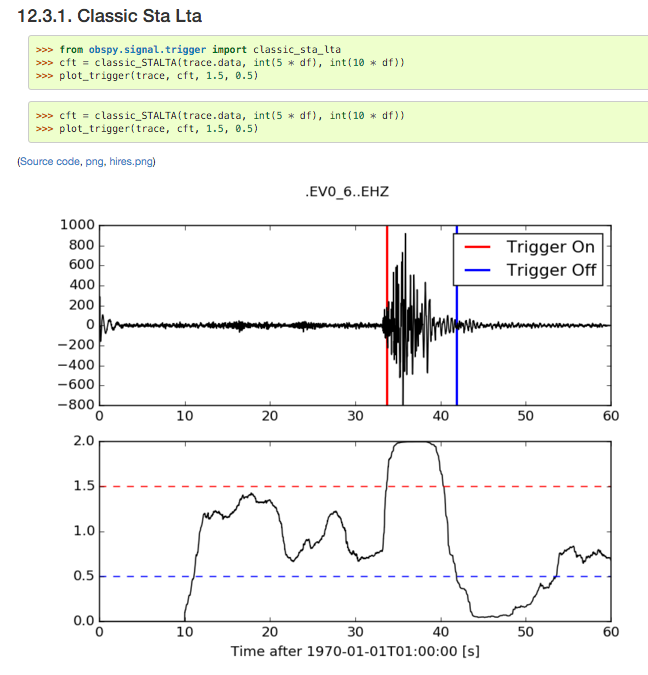 12.3.1. Classic Sta Lta
>>> from obspy.signal.trigger import classic_sta_lta
>>> cft = classic_STALTA(trace.data, int(5 * df), int(10 * df))
>>> plot_trigger(trace, cft, 1.5, 0.5)
>>> cft = classic_STALTA(trace.data, int(5 * df), int(10 * df))
>>> plot_trigger(trace, cft, 1.5, 0.5)
(Source code, png, hires.png)
.EV0_6..EHZ
Trigger On
Trigger Off
1000
800
600
400
200
0
−200
−400
−600
−800
0 10 20 30 40 50 60
2.0
1.5
1.0
0.5
0.0
0 10 20 30 40 50 60
Time after 1970-01-01T01:00:00 [s]